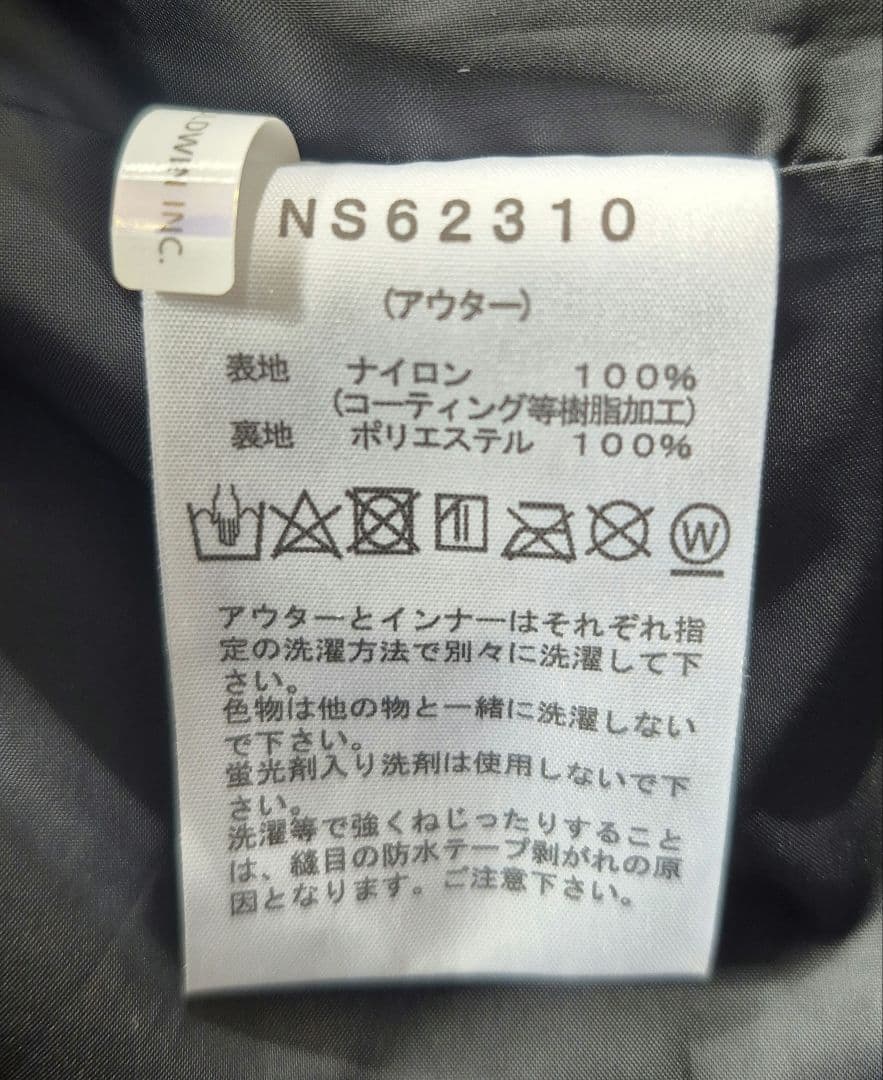 DWIN INC.
NS62310
(アウター)
表地 ナイロン 100%
(コーティング等樹脂加工)
裏地 ポリエステル 100%
W
アウターとインナーはそれぞれ指
定の洗濯方法で別々に洗濯して下
さい。
色物は他の物と一緒に洗濯しない
で下さい。
蛍光剤入り洗剤は使用しないで下
さい。
洗濯等で強くねじったりすること
は、縫目の防水テープ剥がれの原
因となります。ご注意下さい。